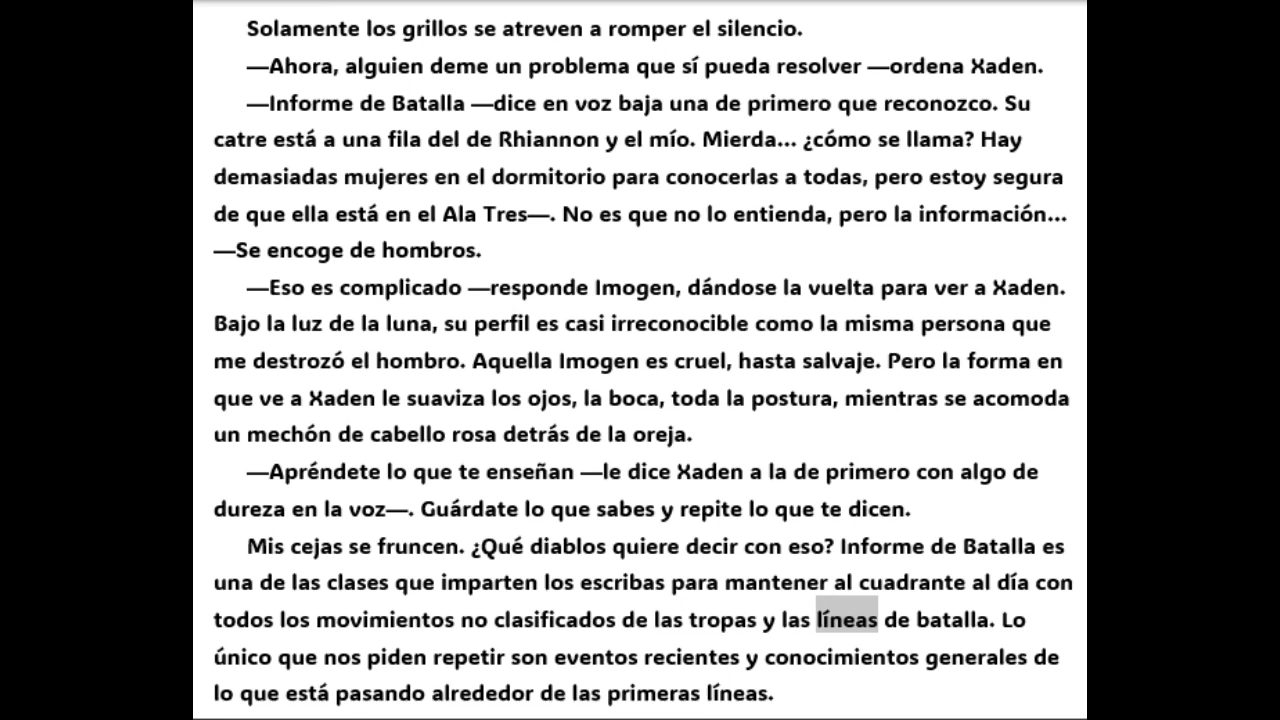 Solamente los grillos se atreven a romper el silencio.
—Ahora, alguien deme un problema que sí pueda resolver —ordena Xaden.
—Informe de Batalla —dice en voz baja una de primero que reconozco. Su
catre está a una fila del de Rhiannon y el mío. Mierda... ¿cómo se llama? Hay
demasiadas mujeres en el dormitorio para conocerlas a todas, pero estoy segura
de que ella está en el Ala Tres—. No es que no lo entienda, pero la información...
—Se encoge de hombros.
—Eso es complicado —responde Imogen, dándose la vuelta para ver a Xaden.
Bajo la luz de la luna, su perfil es casi irreconocible como la misma persona que
me destrozó el hombro. Aquella Imogen es cruel, hasta salvaje. Pero la forma en
que ve a Xaden le suaviza los ojos, la boca, toda la postura, mientras se acomoda
un mechón de cabello rosa detrás de la oreja.
—Apréndete lo que te enseñan —le dice Xaden a la de primero con algo de
dureza en la voz—. Guárdate lo que sabes y repite lo que te dicen.
Mis cejas se fruncen. ¿Qué diablos quiere decir con eso? Informe de Batalla es
una de las clases que imparten los escribas para mantener al cuadrante al día con
todos los movimientos no clasificados de las tropas y las líneas de batalla. Lo
único que nos piden repetir son eventos recientes y conocimientos generales de
lo que está pasando alrededor de las primeras líneas.